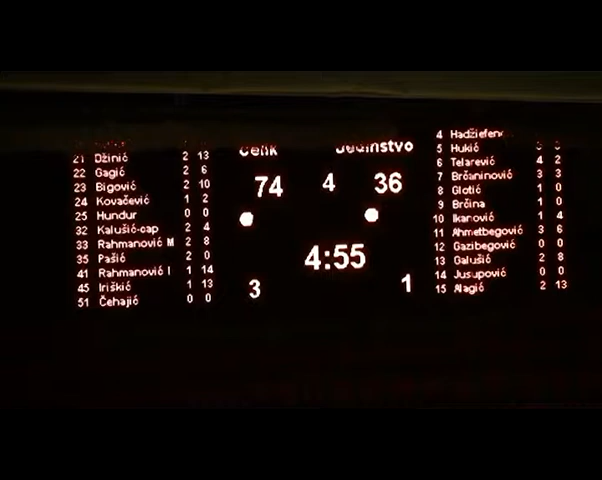 21 Džinić 2 13
22 Gagić 2 6
23 Bigović 2 10
24 Kovačević 1 2
25 Hundur 0 0
32 Kalušić-cap 2 4
33 Rahmanović M 2 8
35 Pašić 2 0
41 Rahmanović I 1 14
45 Iriškić 1 13
51 Čehajić 0 0
Čelik Jedinstvo
74 4 36
4:55
3 1
4
5 Hukić
6 Telarević 4 2
7 Brčaninović 3 3
8 Glotić 1 0
9 Brčina 1 0
10 Ikanović 1 4
11 Ahmetbegović 3 6
12 Gazibegović 0 0
13 Galušić 2 8
14 Jusupović 0 0
15 Alagić 2 13